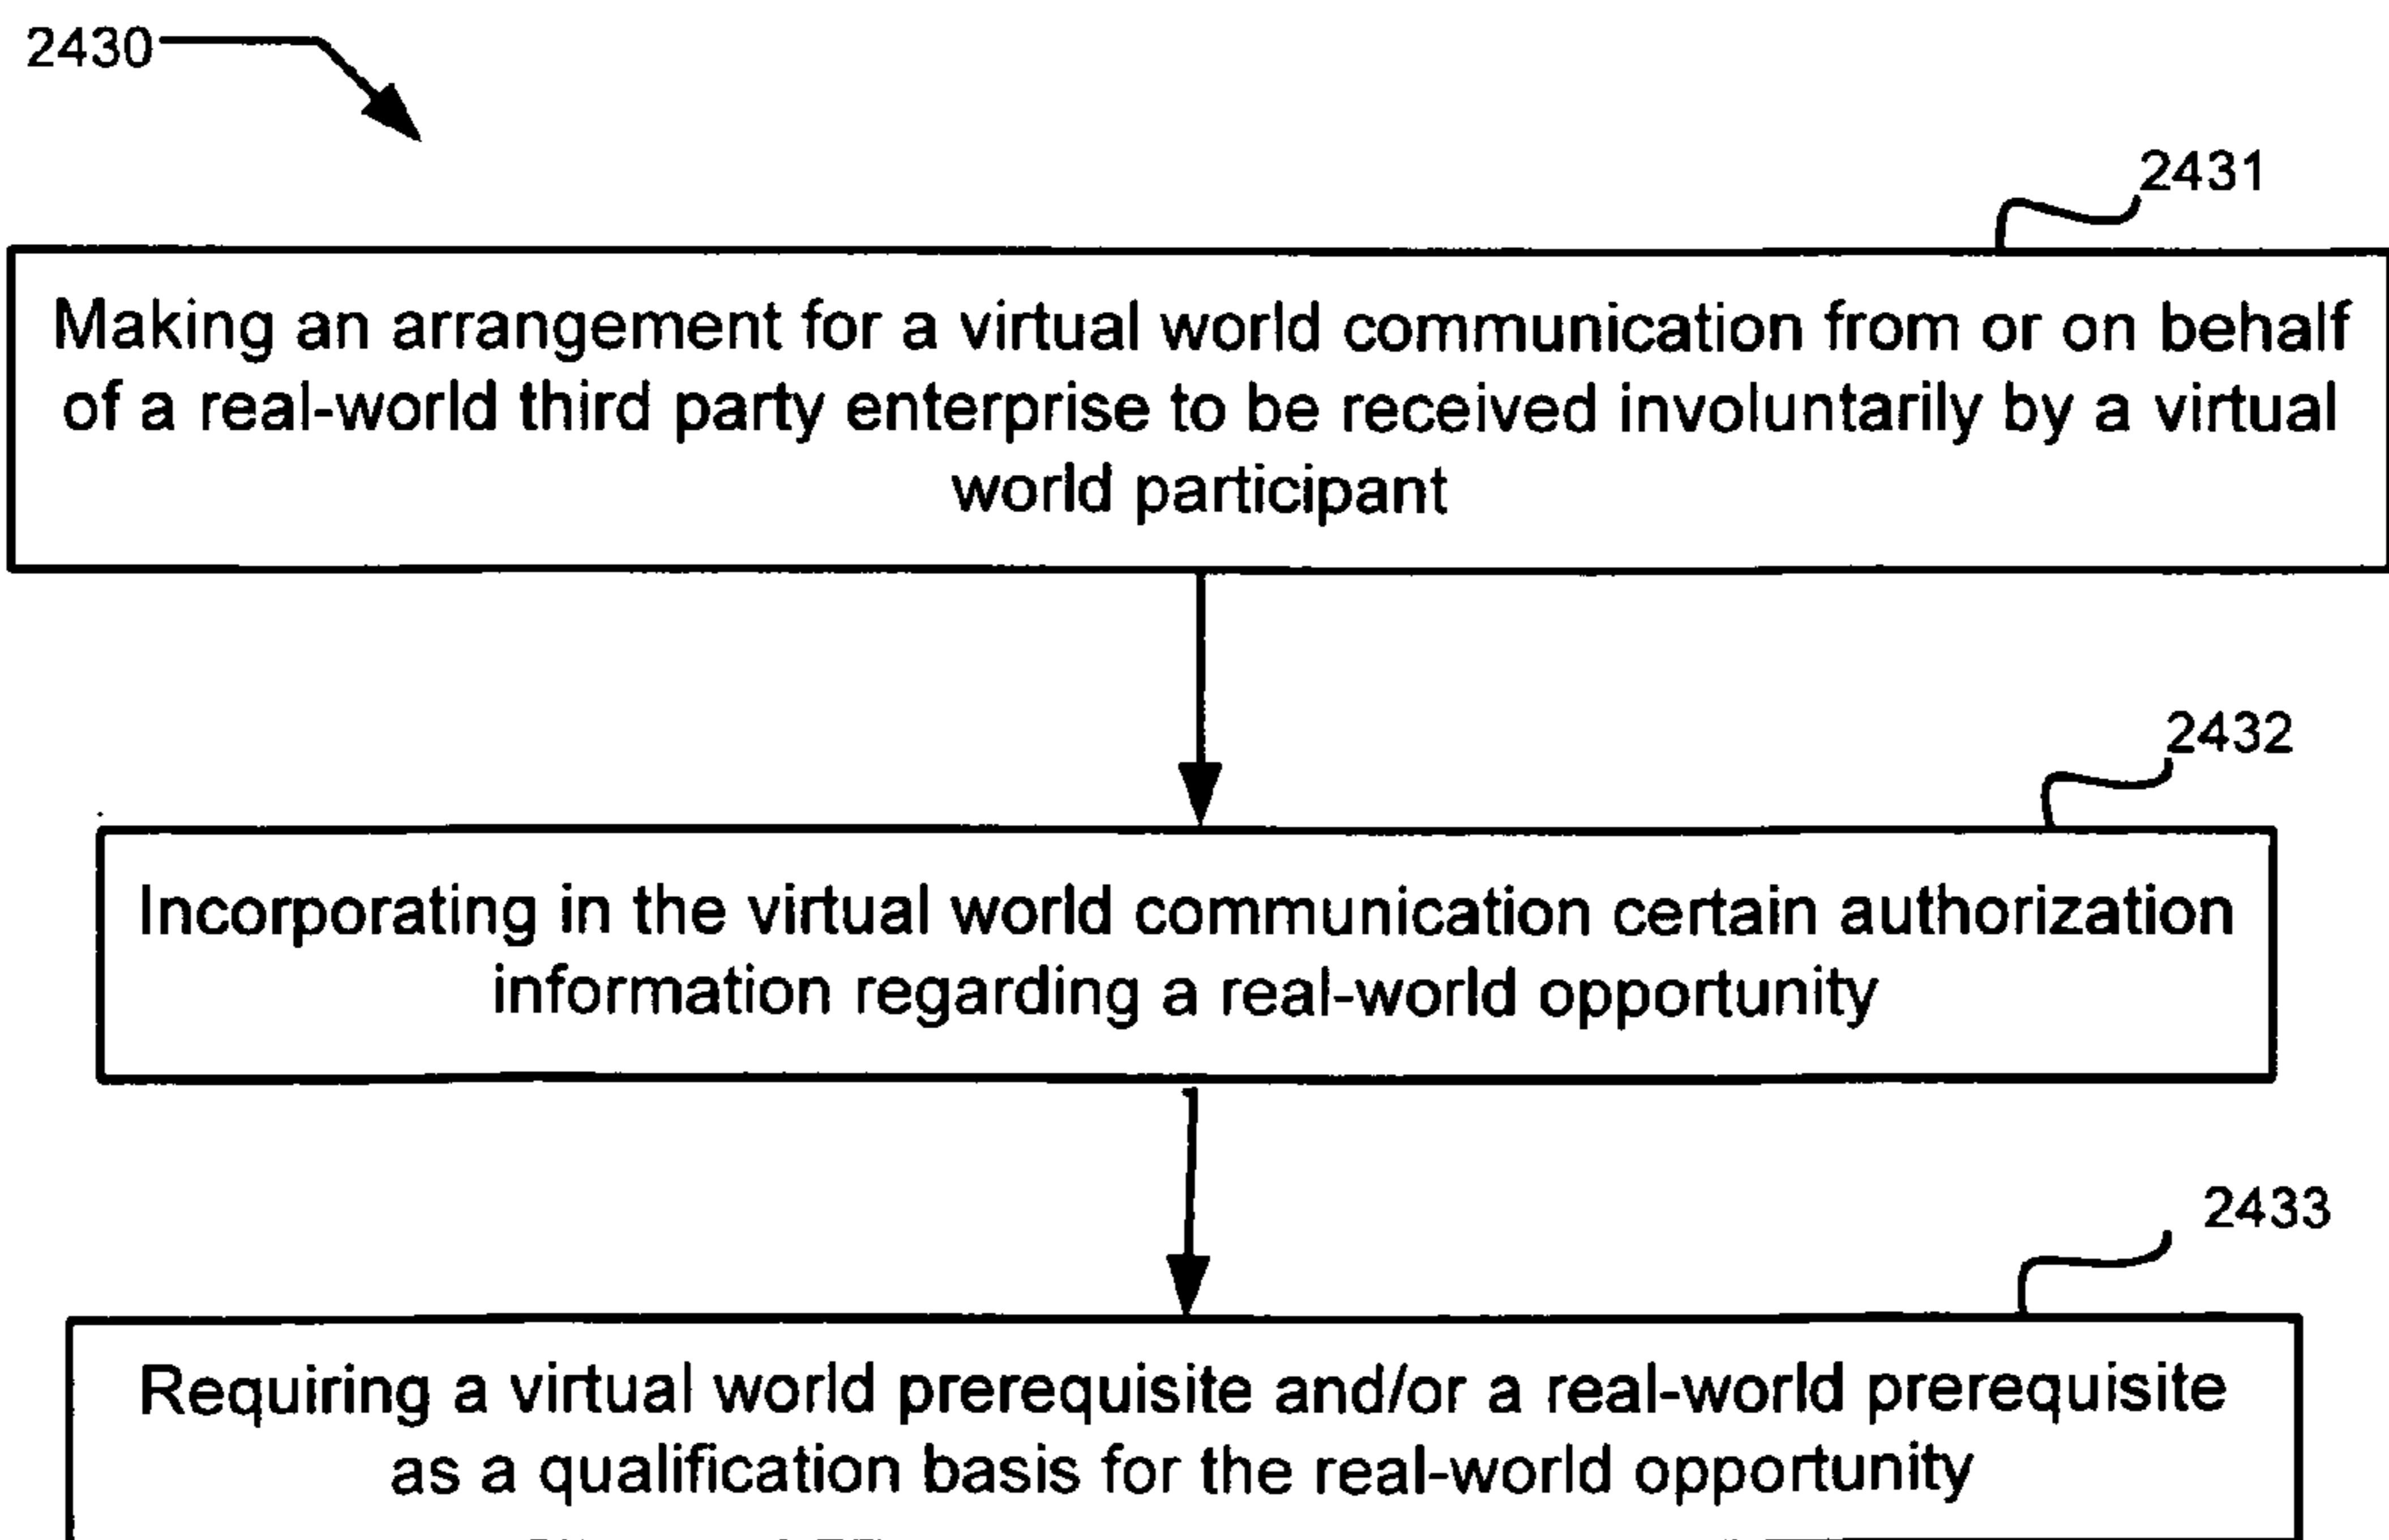 2430
2431
Making an arrangement for a virtual world communication from or on behalf
of a real-world third party enterprise to be received involuntarily by a virtual
world participant
2432
Incorporating in the virtual world communication certain authorization
information regarding a real-world opportunity
2433
Requiring a virtual world prerequisite and/or a real-world prerequisite
as a qualification basis for the real-world opportunity